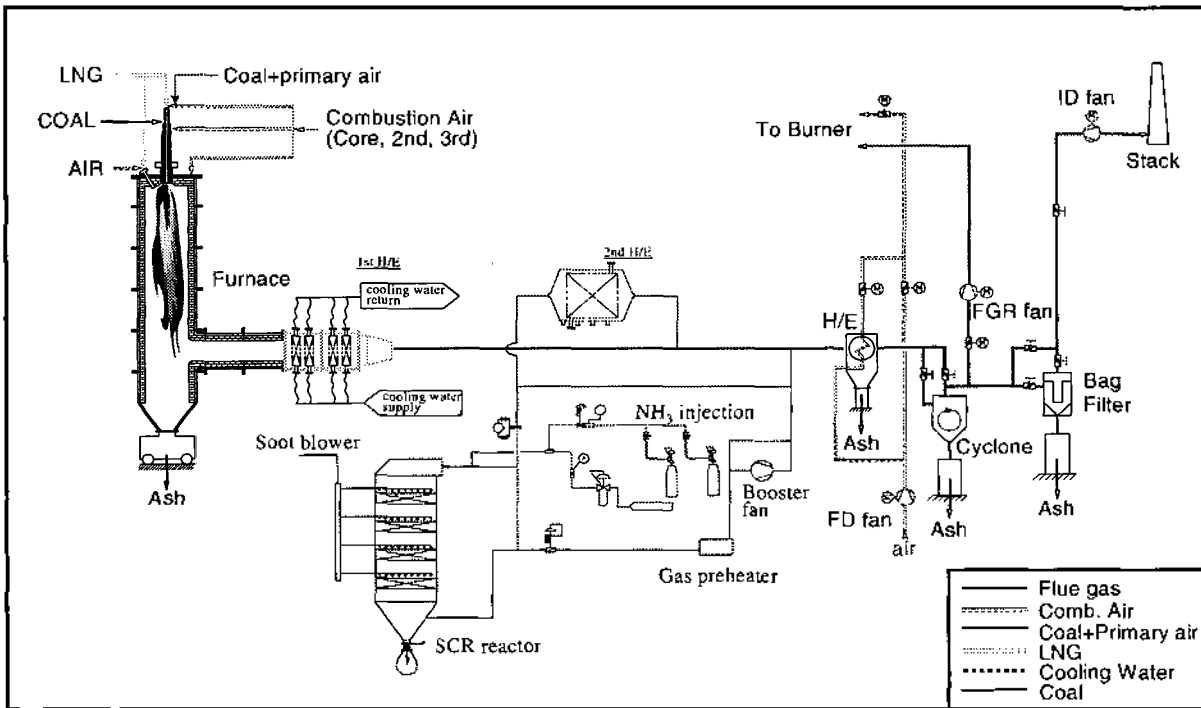 LNG
Coal+primary air
COAL
Combustion Air
(Core, 2nd, 3rd)
AIR
To Burner
ID fan
Stack
Furnace
1st H/E
cooling water
return
2nd H/E
H/E
FGR fan
cooling water
supply
Bag
Filter
NH3 injection
Soot blower
Ash
Cyclone
Ash
Booster
fan
FD fan
Ash
Ash
air
Gas preheater
SCR reactor
Flue gas
Comb. Air
Coal+Primary air
LNG
Cooling Water
Coal